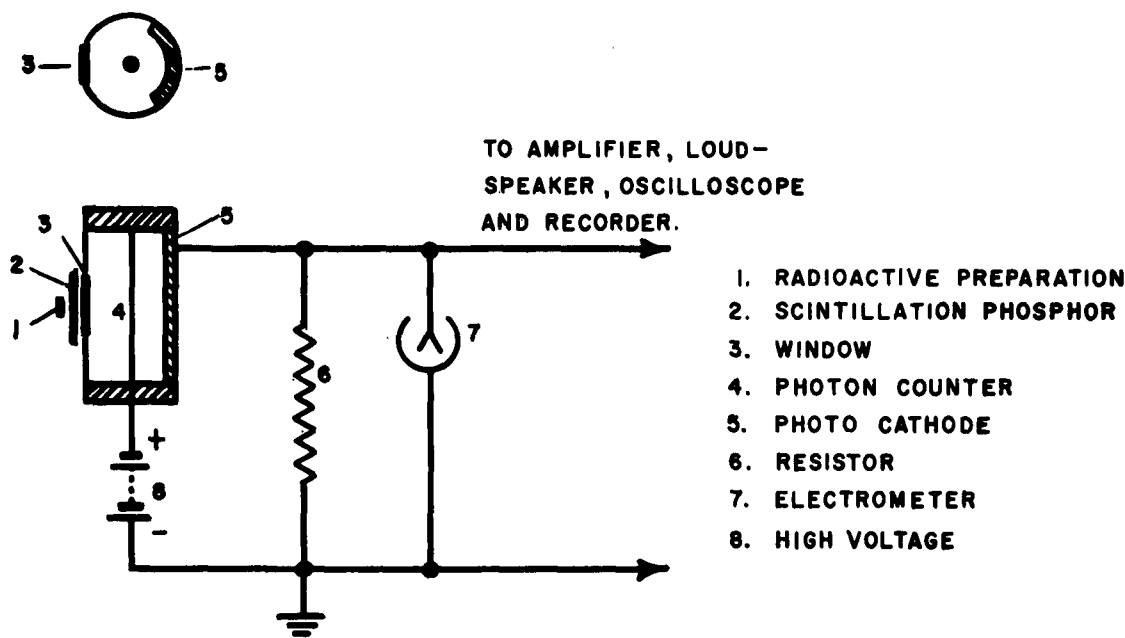 3
5
TO AMPLIFIER, LOUD-
SPEAKER, OSCILLOSCOPE
AND RECORDER.
5
3
2
1
4
7
6
+
8
-
1. RADIOACTIVE PREPARATION
2. SCINTILLATION PHOSPHOR
3. WINDOW
4. PHOTON COUNTER
5. PHOTO CATHODE
6. RESISTOR
7. ELECTROMETER
8. HIGH VOLTAGE